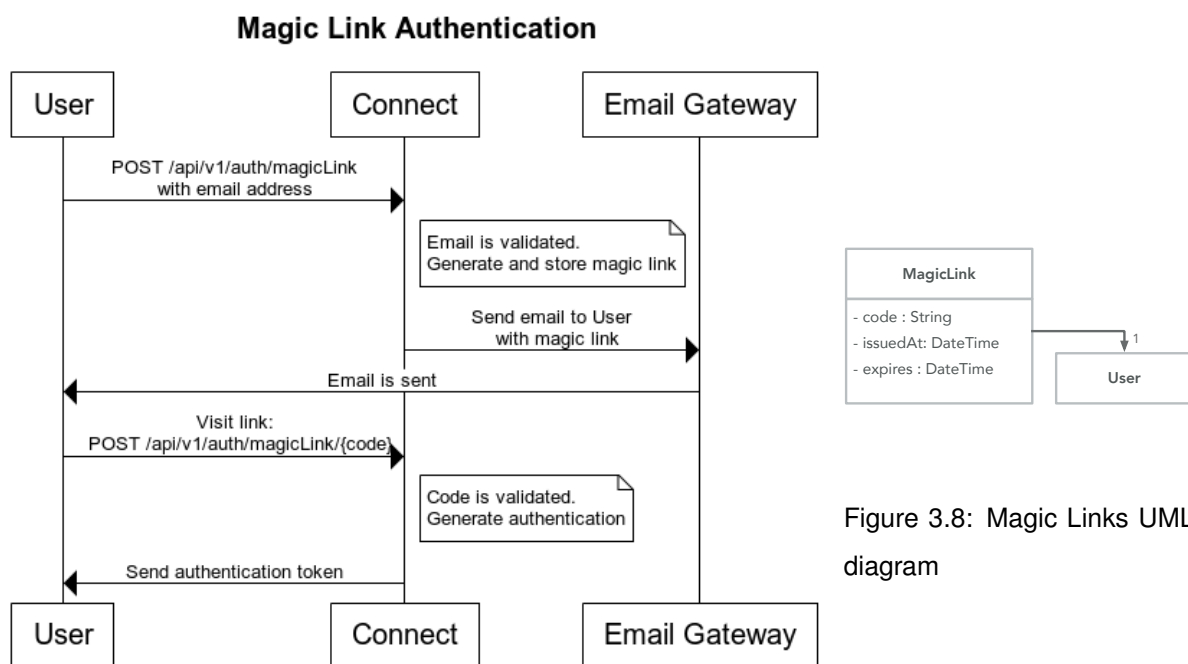 Magic Link Authentication
User
Connect
Email Gateway
POST /api/v1/auth/magicLink
with email address
Email is validated.
Generate and store magic link
Send email to User
with magic link
Email is sent
Visit link:
POST /api/v1/auth/magicLink/{code}
Code is validated.
Generate authentication
Send authentication token
User
Connect
Email Gateway
MagicLink
- code : String
- issuedAt: DateTime
- expires : DateTime
1
User
Figure 3.8: Magic Links UML
diagram